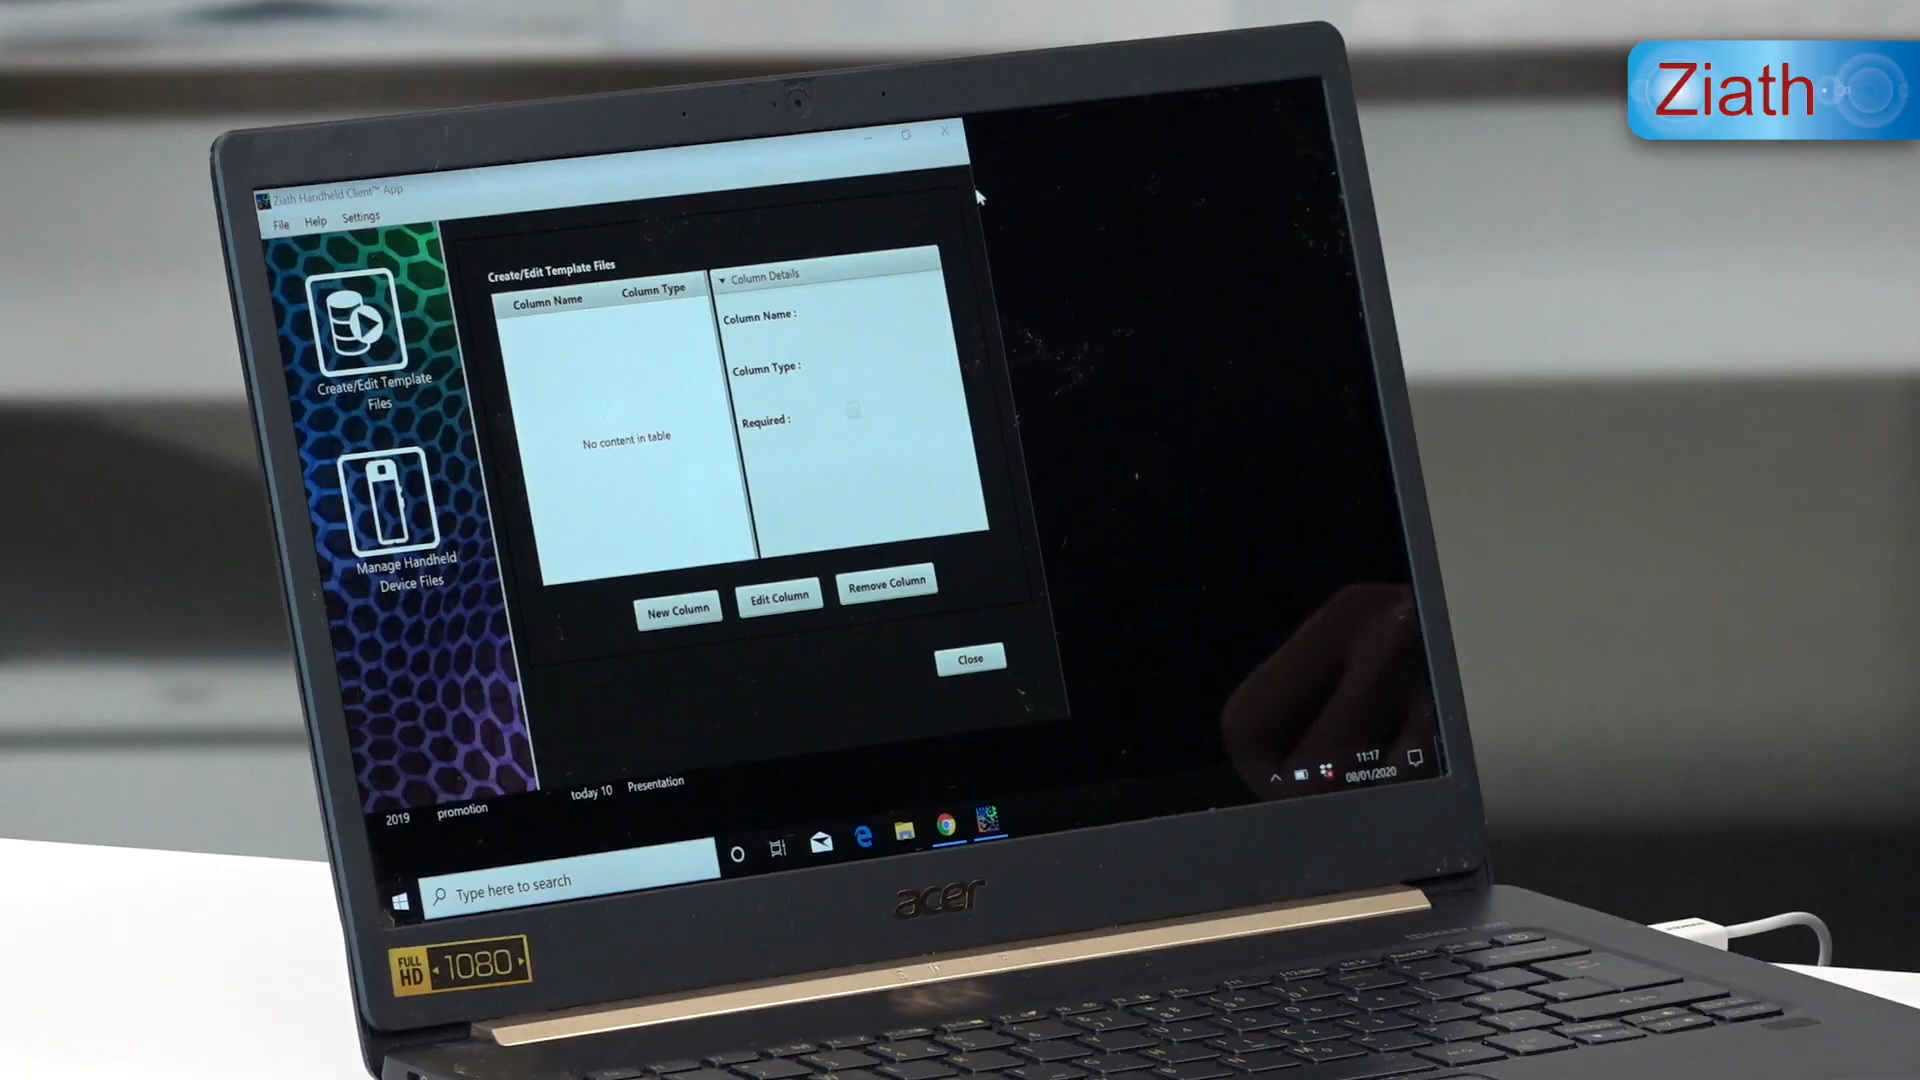 Ziath
Ziath Handheld Client™ App
File Help Settings
Create/Edit Template Files
Column Name Column Type
Column Details
Column Name :
Column Type :
Required :
No content in table
Create/Edit Template
Files
Manage Handheld
Device Files
New Column Edit Column Remove Column
Close
2019 promotion today 10 Presentation
11:17
08/01/2020
Type here to search
acer
FULL
HD
1080